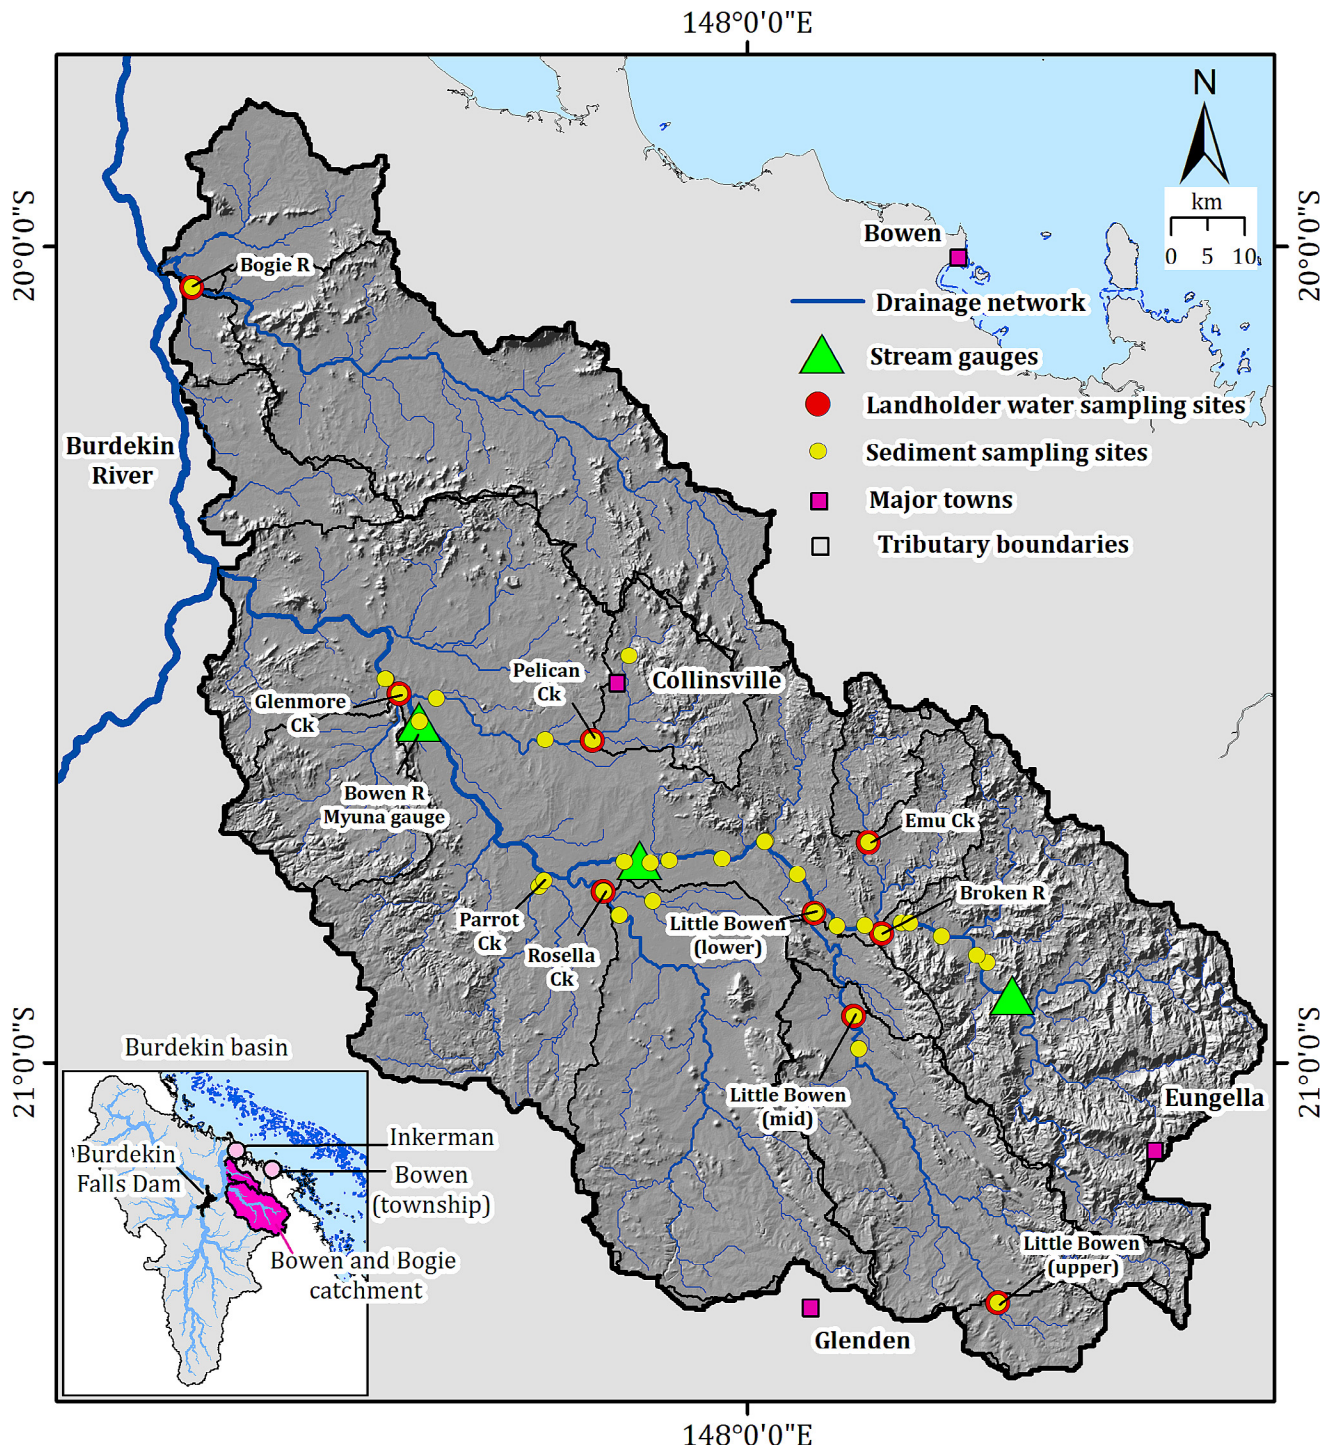 148°0'0"E
N
km
0 5 10
20°0'0"S
20°0'0"S
Bowen
Bogie R
Drainage network
Stream gauges
Landholder water sampling sites
Sediment sampling sites
Major towns
Tributary boundaries
Burdekin
River
Pelican
Ck
Collinsville
Glenmore
Ck
Bowen R
Myuna gauge
Emu Ck
Broken R
Parrot
Ck
Little Bowen
(lower)
Rosella
Ck
21°0'0"S
21°0'0"S
Little Bowen
(mid)
Eungella
Little Bowen
(upper)
Glenden
Burdekin basin
Inkerman
Burdekin
Falls Dam
Bowen
(township)
Bowen and Bogie
catchment
148°0'0"E